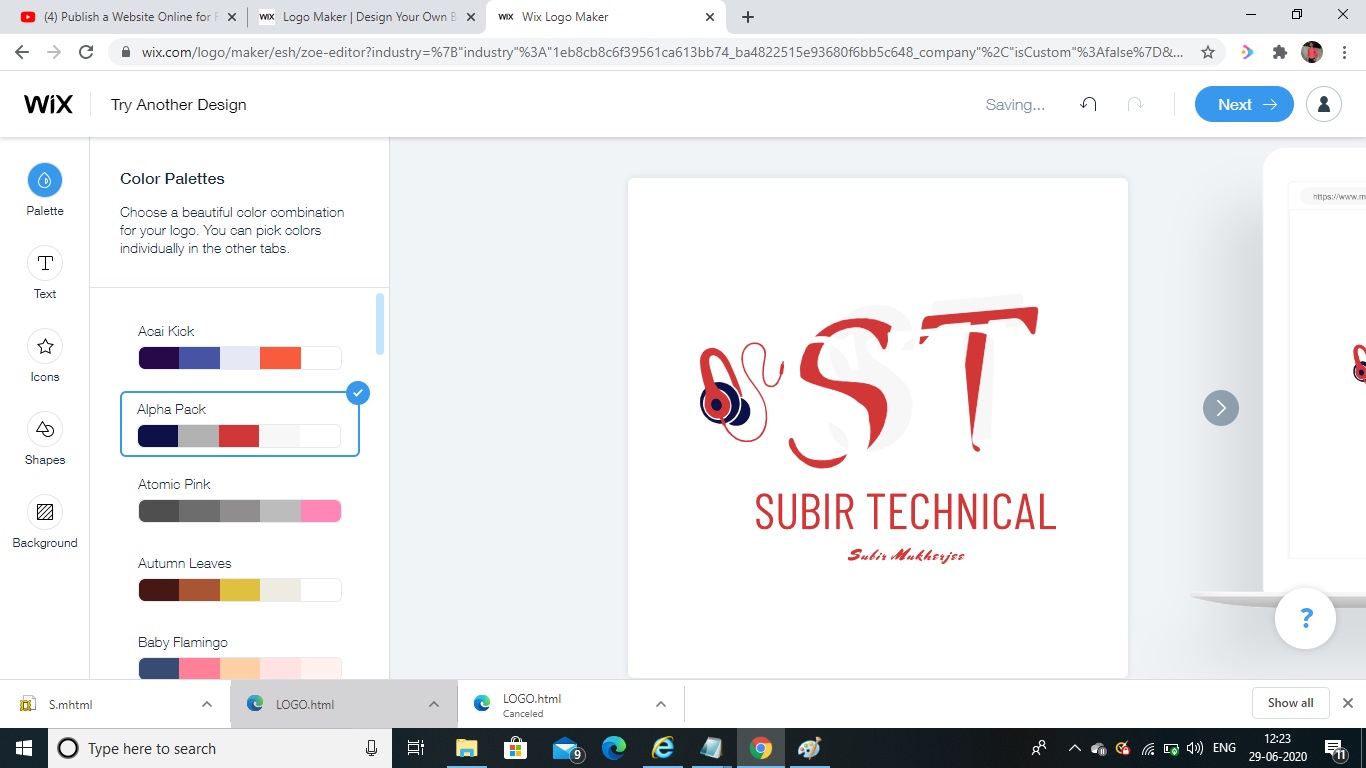 (4) Publish a Website Online for F
WIX Logo Maker | Design Your Own B
WIX Wix Logo Maker
wix.com/logo/maker/esh/zoe-editor?industry=%7B"industry"%3A"1eb8cb8c6f39561ca613bb74_ba4822515e93680f6bb5c648_company"%2C"isCustom"%3Afalse%7D&...
WiX
Try Another Design
Saving...
Next
Palette
Text
Icons
Shapes
Background
Color Palettes
Choose a beautiful color combination
for your logo. You can pick colors
individually in the other tabs.
Acai Kick
Alpha Pack
Atomic Pink
Autumn Leaves
Baby Flamingo
ST
SUBIR TECHNICAL
Subir Mukherjee
https://www.m
?
S.mhtml
LOGO.html
LOGO.html
Canceled
Show all
Type here to search
9
ENG
12:23
29-06-2020
11